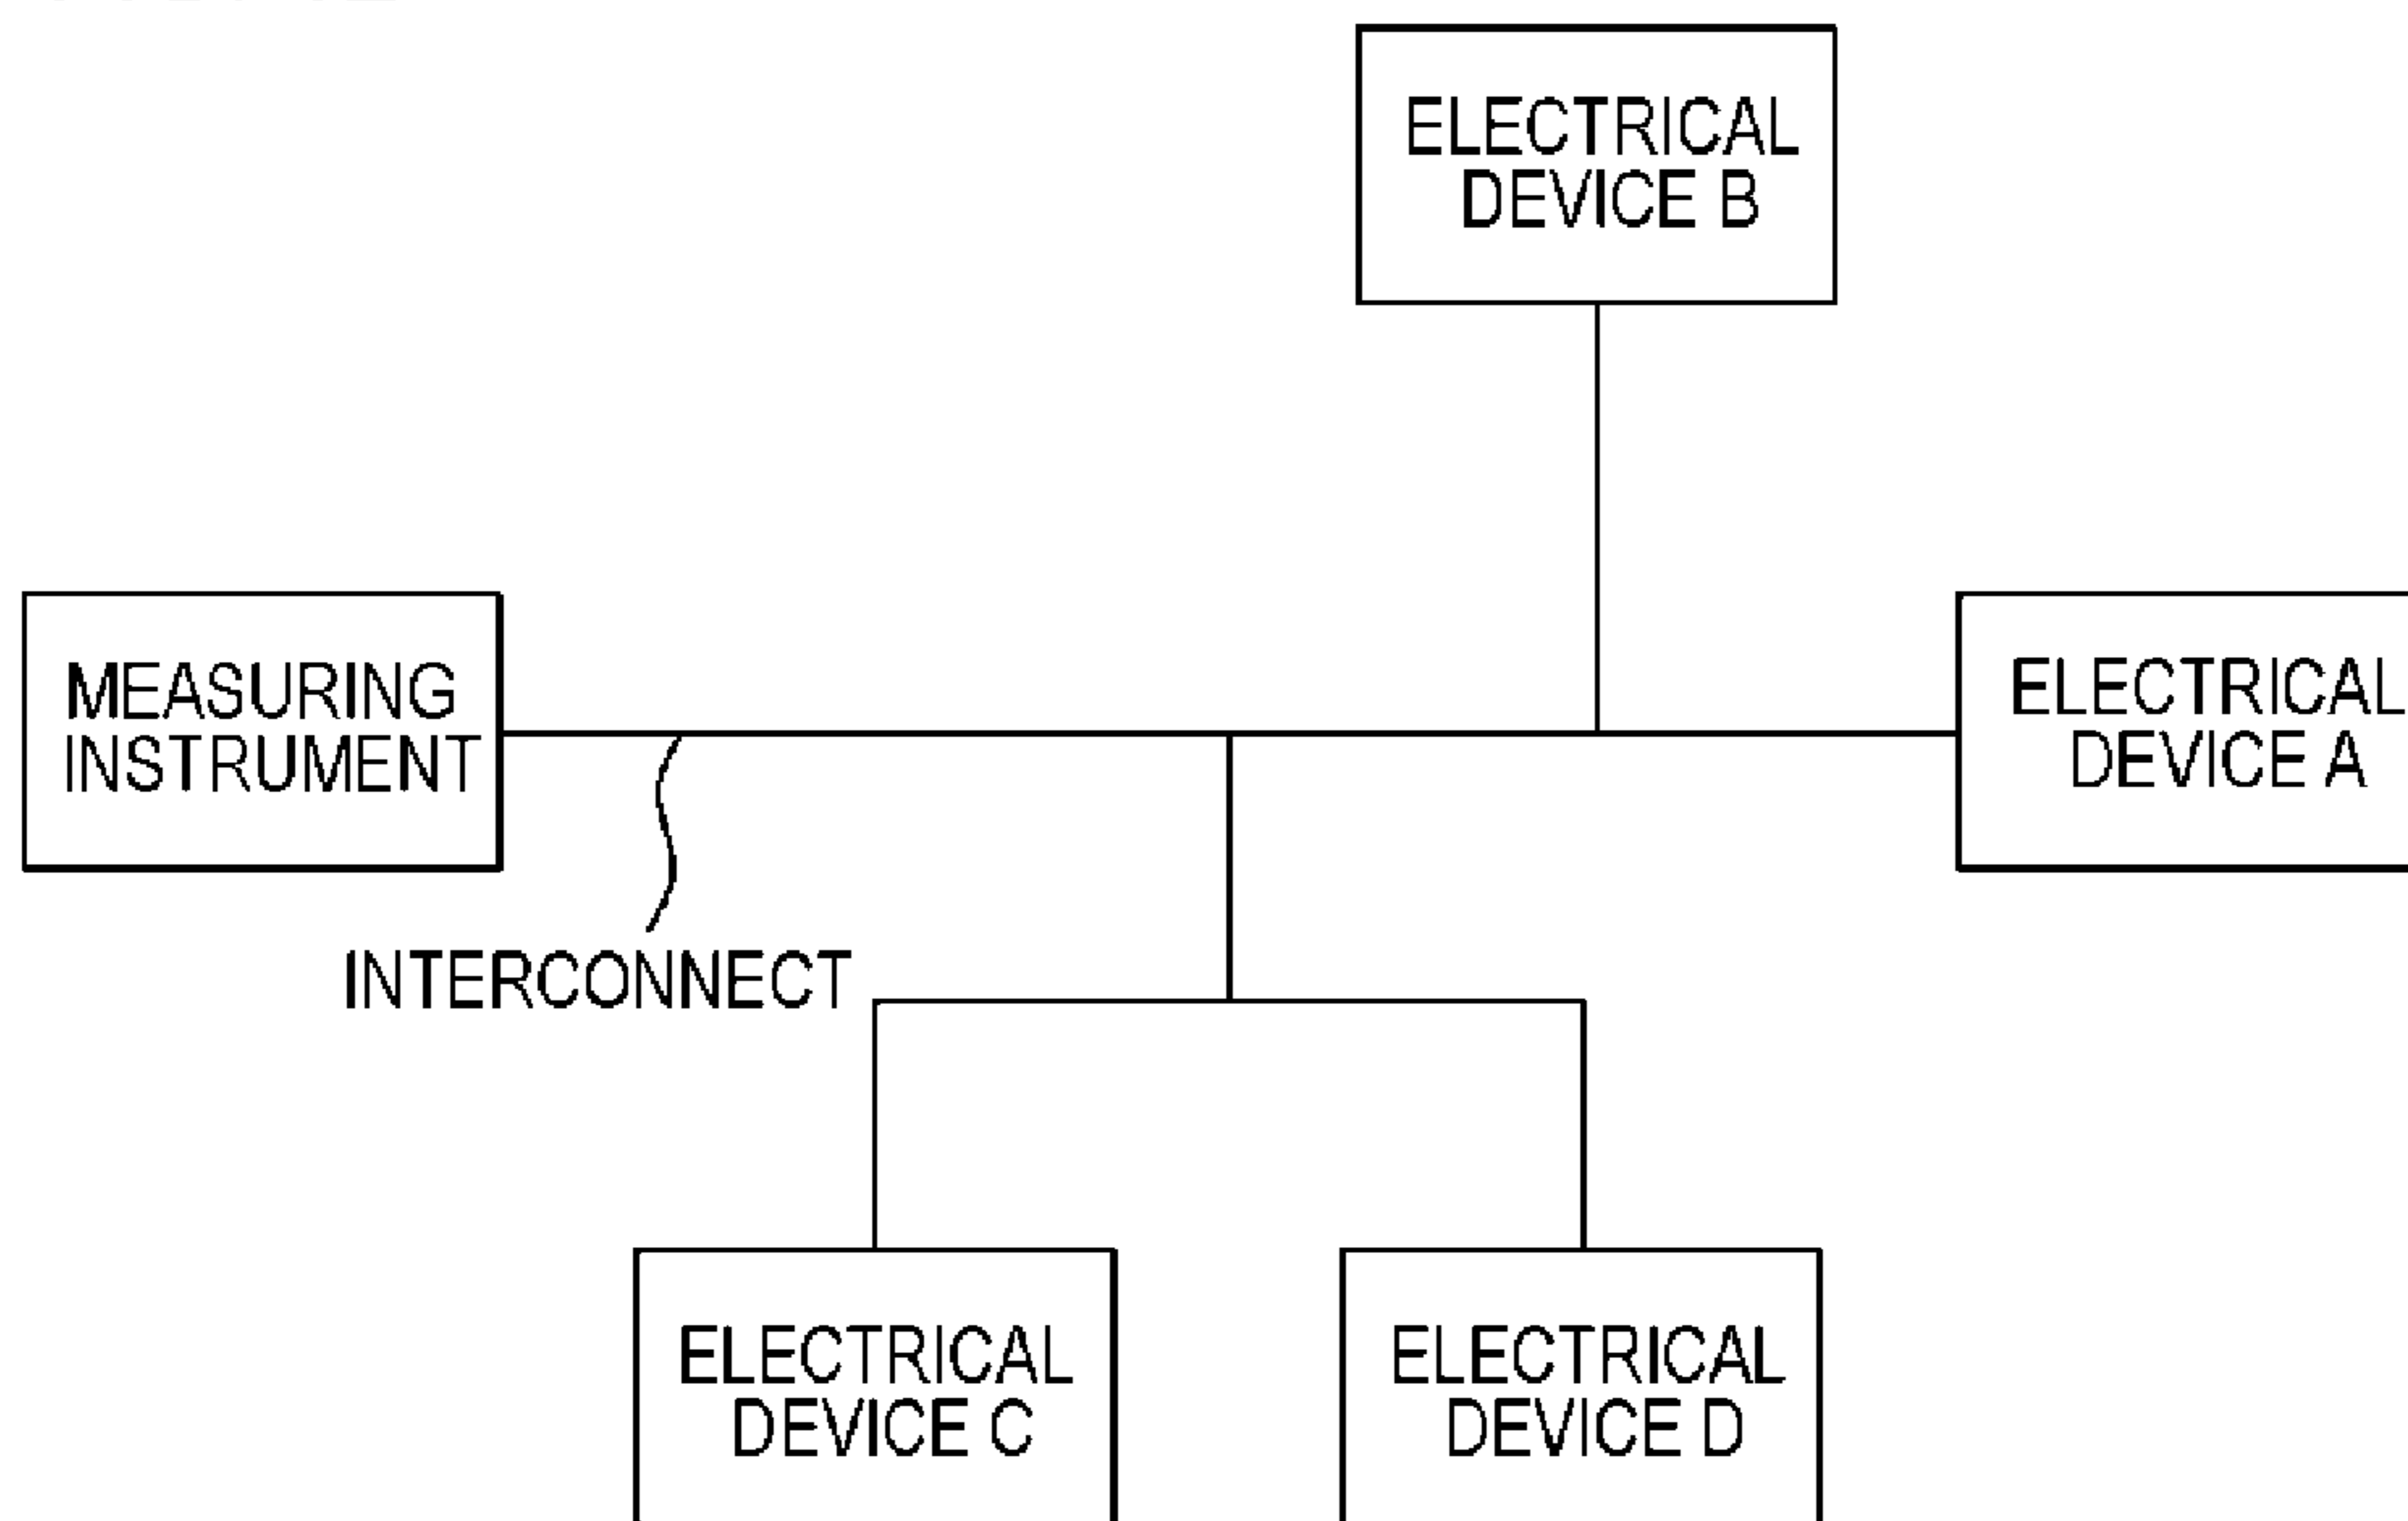 ELECTRICAL
DEVICE B
MEASURING
INSTRUMENT
ELECTRICAL
DEVICE A
INTERCONNECT
ELECTRICAL
DEVICE C
ELECTRICAL
DEVICE D